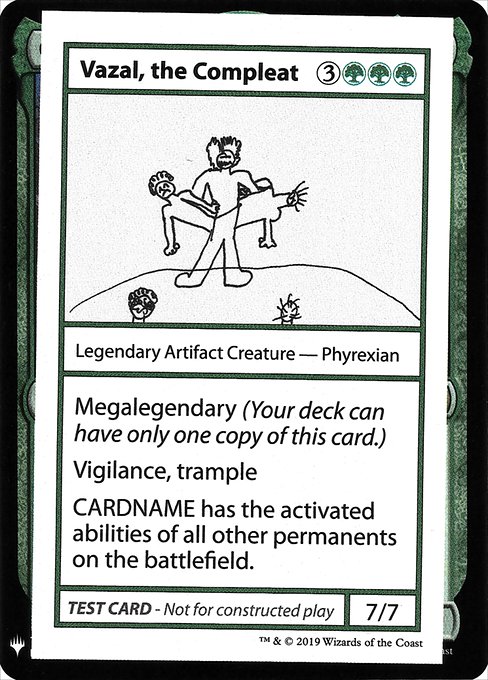 Vazal, the Compleat 3
Legendary Artifact Creature — Phyrexian
Megalegendary (Your deck can
have only one copy of this card.)
Vigilance, trample
CARDNAME has the activated
abilities of all other permanents
on the battlefield.
TEST CARD - Not for constructed play 7/7
™ & © 2019 Wizards of the Coast